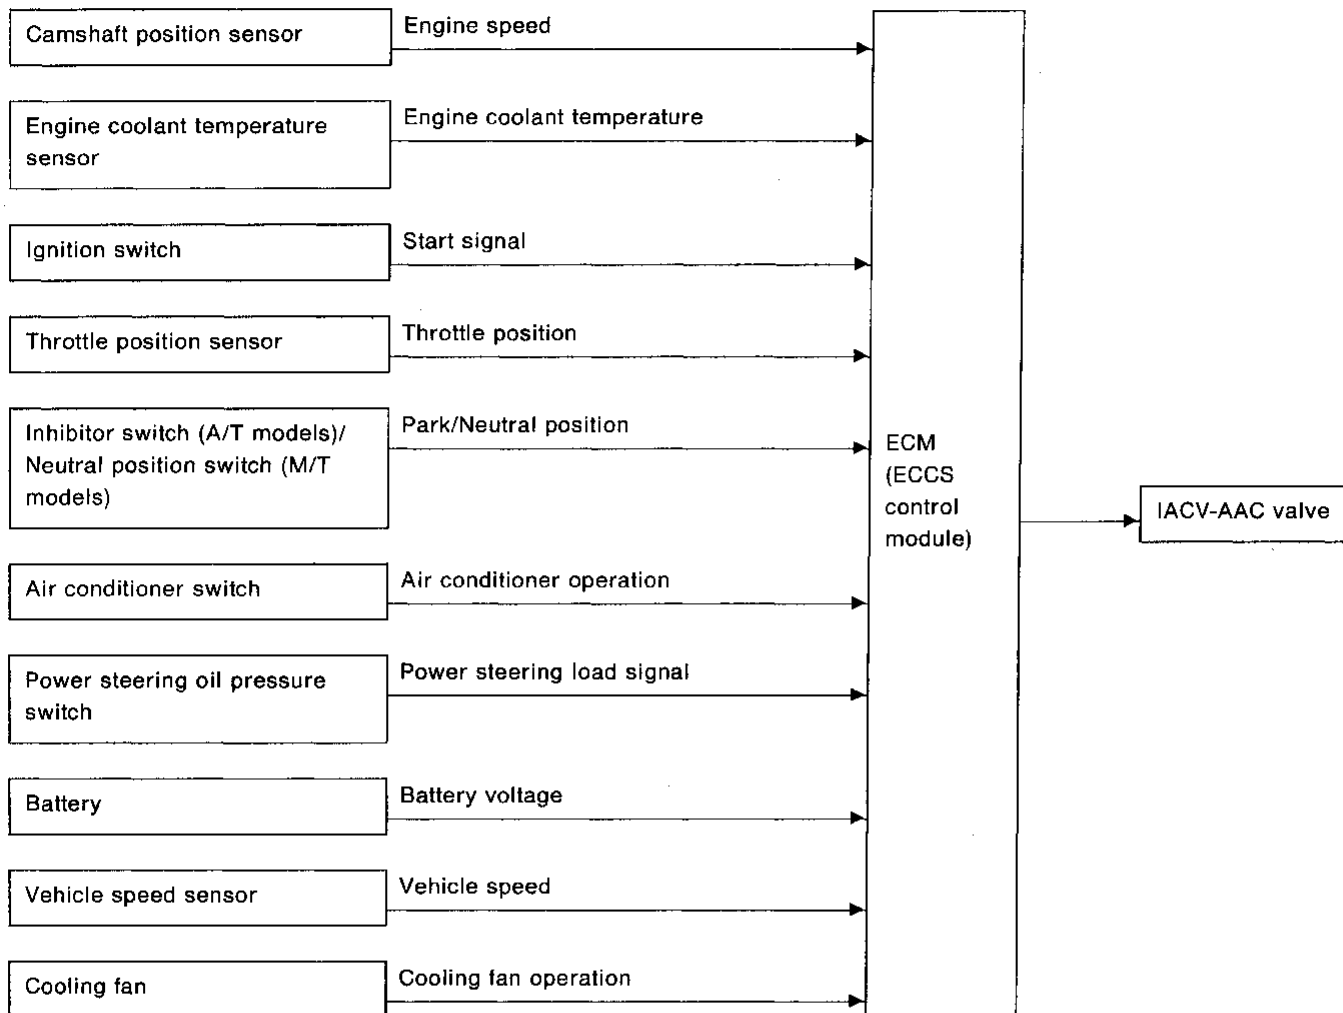 Camshaft position sensor
Engine speed
Engine coolant temperature
sensor
Engine coolant temperature
Ignition switch
Start signal
Throttle position sensor
Throttle position
Inhibitor switch (A/T models)/
Neutral position switch (M/T
models)
Park/Neutral position
Air conditioner switch
Air conditioner operation
Power steering oil pressure
switch
Power steering load signal
Battery
Battery voltage
Vehicle speed sensor
Vehicle speed
Cooling fan
Cooling fan operation
ECM
(ECCS
control
module)
IACV-AAC valve